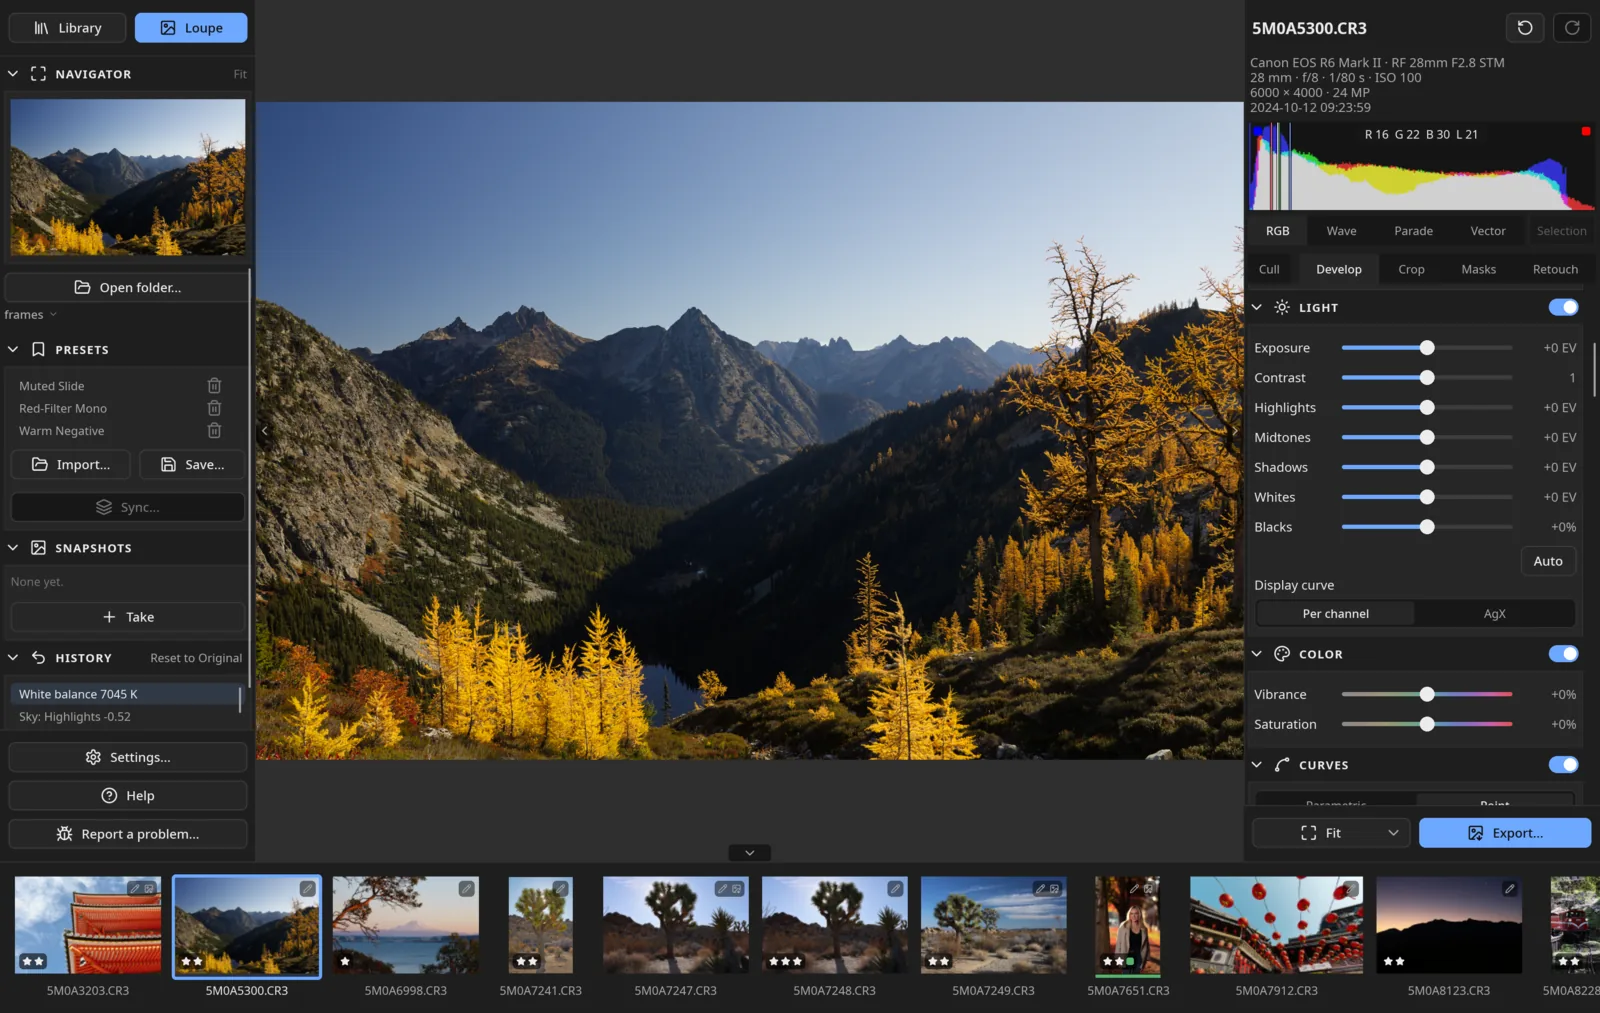 Library
Loupe
NAVIGATOR
Fit
Open folder...
frames
PRESETS
Muted Slide
Red-Filter Mono
Warm Negative
Import...
Save...
Sync...
SNAPSHOTS
None yet.
Take
HISTORY
Reset to Original
White balance 7045 K
Sky: Highlights -0.52
Settings...
Help
Report a problem...
5M0A5300.CR3
Canon EOS R6 Mark II · RF 28mm F2.8 STM
28 mm · f/8 · 1/80 s · ISO 100
6000 × 4000 · 24 MP
2024-10-12 09:23:59
R 16 G 22 B 30 L 21
RGB Wave Parade Vector Selection
Cull Develop Crop Masks Retouch
LIGHT
Exposure +0 EV
Contrast 1
Highlights +0 EV
Midtones +0 EV
Shadows +0 EV
Whites +0 EV
Blacks +0%
Auto
Display curve
Per channel AgX
COLOR
Vibrance +0%
Saturation +0%
CURVES
Parametric Point
Fit
Export...
5M0A3203.CR3
5M0A5300.CR3
5M0A6998.CR3
5M0A7241.CR3
5M0A7247.CR3
5M0A7248.CR3
5M0A7249.CR3
5M0A7651.CR3
5M0A7912.CR3
5M0A8123.CR3
5M0A8228